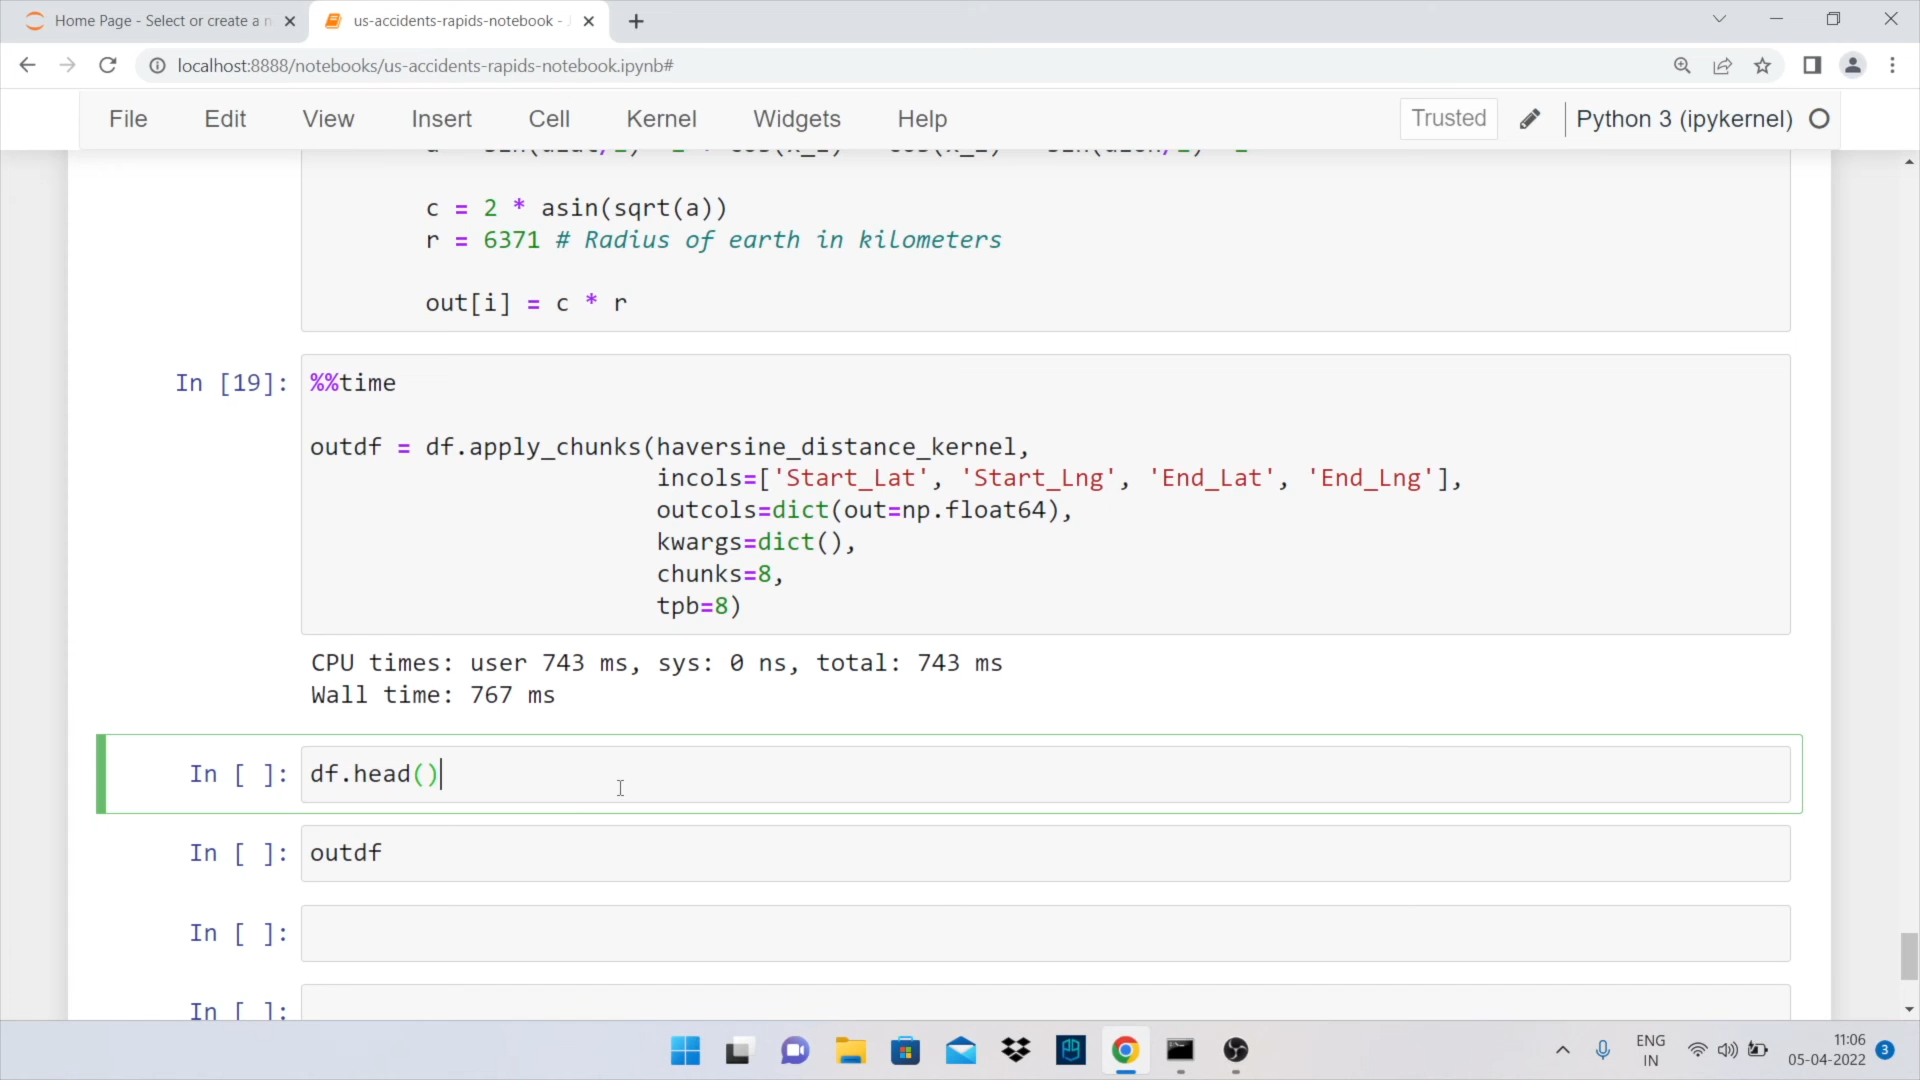 Home Page - Select or create a n
us-accidents-rapids-notebook - J
localhost:8888/notebooks/us-accidents-rapids-notebook.ipynb#
File Edit View Insert Cell Kernel Widgets Help Trusted Python 3 (ipykernel)
c = 2 * asin(sqrt(a))
r = 6371 # Radius of earth in kilometers
out[i] = c * r
In [19]: %%time
outdf = df.apply_chunks(haversine_distance_kernel,
incols=['Start_Lat', 'Start_Lng', 'End_Lat', 'End_Lng'],
outcols=dict(out=np.float64),
kwargs=dict(),
chunks=8,
tpb=8)
CPU times: user 743 ms, sys: 0 ns, total: 743 ms
Wall time: 767 ms
In [ ]: df.head()
In [ ]: outdf
In [ ]:
In [ ]:
ENG
IN
11:06
05-04-2022
3